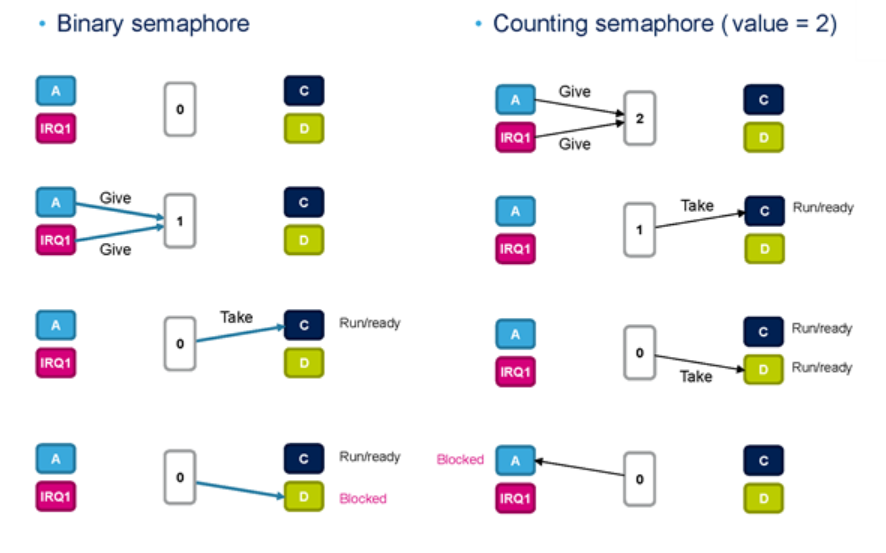 • Binary semaphore
A
IRQ1
0
C
D
A
IRQ1
Give
Give
1
C
D
A
IRQ1
0
Take
C
Run/ready
D
A
IRQ1
0
C
Run/ready
D
Blocked
• Counting semaphore ( value = 2)
A
IRQ1
Give
Give
2
C
D
A
IRQ1
1
Take
C
Run/ready
D
A
IRQ1
0
Take
C
Run/ready
D
Run/ready
Blocked
A
IRQ1
0
C
D